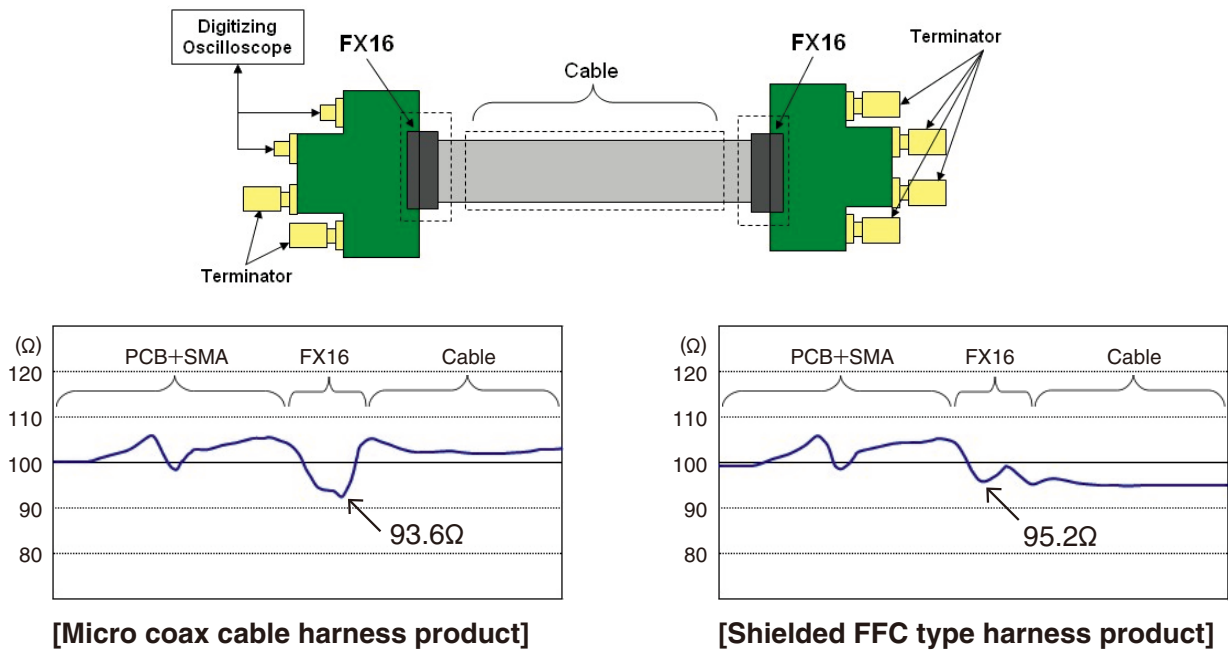 Digitizing
Oscilloscope
FX16
Cable
FX16
Terminator
Terminator
(Ω)
120
110
100
90
80
PCB+SMA
FX16
Cable
93.6Ω
[Micro coax cable harness product]
(Ω)
120
110
100
90
80
PCB+SMA
FX16
Cable
95.2Ω
[Shielded FFC type harness product]